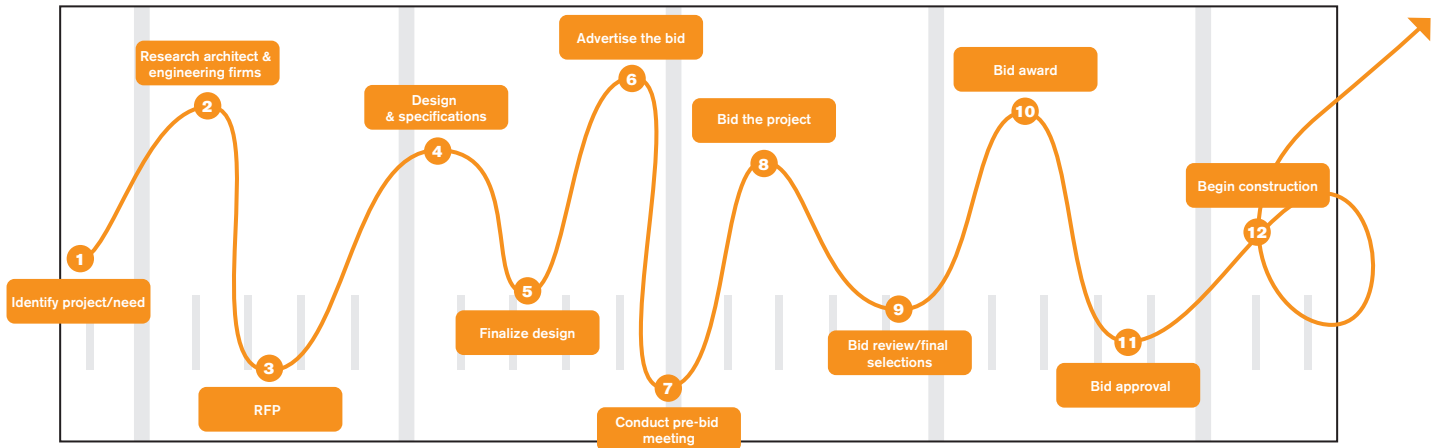 1
Identify project/need
2
Research architect &
engineering firms
3
RFP
4
Design
& specifications
5
Finalize design
6
Advertise the bid
7
Conduct pre-bid
meeting
8
Bid the project
9
Bid review/final
selections
10
Bid award
11
Bid approval
12
Begin construction